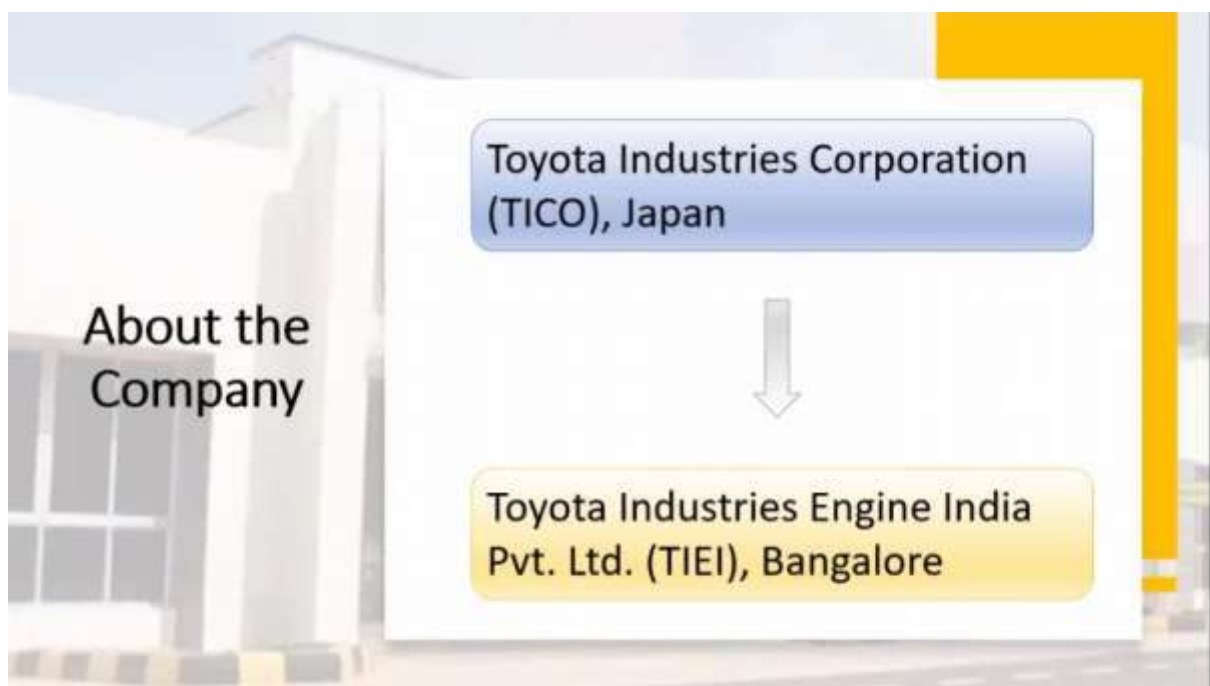 About the
Company
Toyota Industries Corporation
(TICO), Japan
Toyota Industries Engine India
Pvt. Ltd. (TIEI), Bangalore